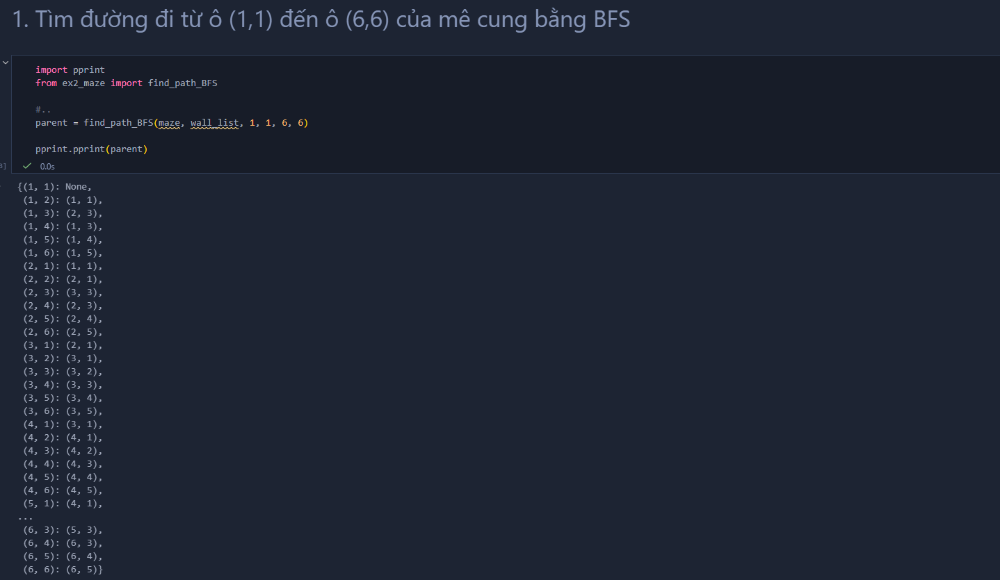 1. Tìm đường đi từ ô (1,1) đến ô (6,6) của mê cung bằng BFS
import pprint
from ex2_maze import find_path_BFS
#..
parent = find_path_BFS(maze, wall_list, 1, 1, 6, 6)
pprint.pprint(parent)
3]
0.0s
{(1, 1): None,
(1, 2): (1, 1),
(1, 3): (2, 3),
(1, 4): (1, 3),
(1, 5): (1, 4),
(1, 6): (1, 5),
(2, 1): (1, 1),
(2, 2): (2, 1),
(2, 3): (3, 3),
(2, 4): (2, 3),
(2, 5): (2, 4),
(2, 6): (2, 5),
(3, 1): (2, 1),
(3, 2): (3, 1),
(3, 3): (3, 2),
(3, 4): (3, 3),
(3, 5): (3, 4),
(3, 6): (3, 5),
(4, 1): (3, 1),
(4, 2): (4, 1),
(4, 3): (4, 2),
(4, 4): (4, 3),
(4, 5): (4, 4),
(4, 6): (4, 5),
(5, 1): (4, 1),
...
(6, 3): (5, 3),
(6, 4): (6, 3),
(6, 5): (6, 4),
(6, 6): (6, 5)}